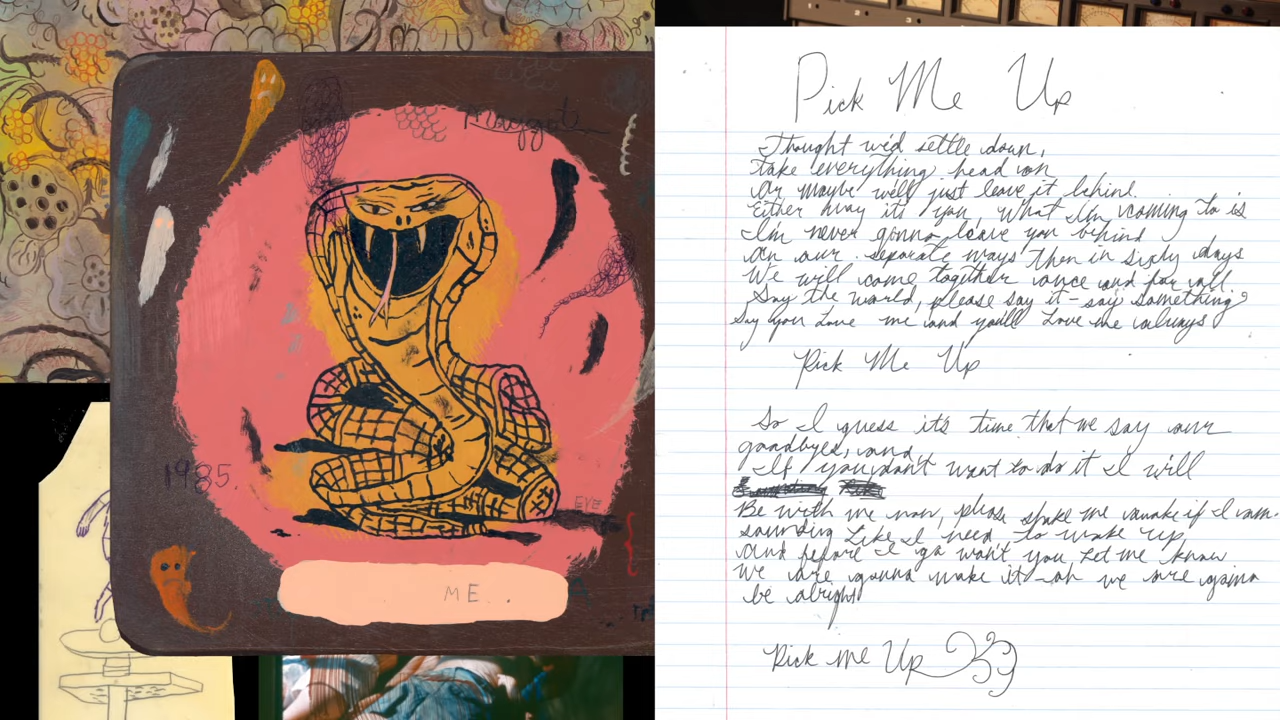 Maggots
1985.
EYE
ME.
Pick Me Up
Thought we'd settle down,
take everything head on
Or maybe we'll just leave it behind.
Either way it's you, what I'm coming to is
I'm never gonna leave you behind
On our separate ways then in sixty days
We will come together once and for all
Say the world, please say it - say something
Say you Love me and you'll Love me always
Pick Me Up
So I guess it's time that we say our
goodbyes, and
If you don't want to do it I will
Be with me now, please shake me awake if I am
sounding Like I need to wake up,
and before I go won't you Let me know
We are gonna make it - oh we are gonna
be alright
Pick me Up